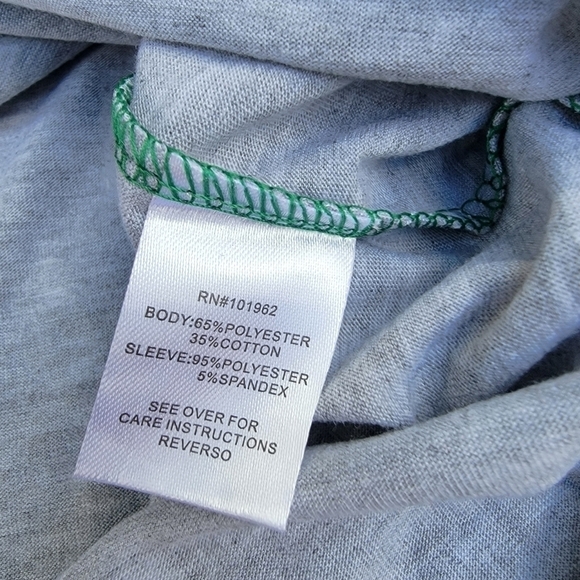 RN#101962
BODY:65%POLYESTER
35%COTTON
SLEEVE:95%POLYESTER
5%SPANDEX
SEE OVER FOR
CARE INSTRUCTIONS
REVERSO